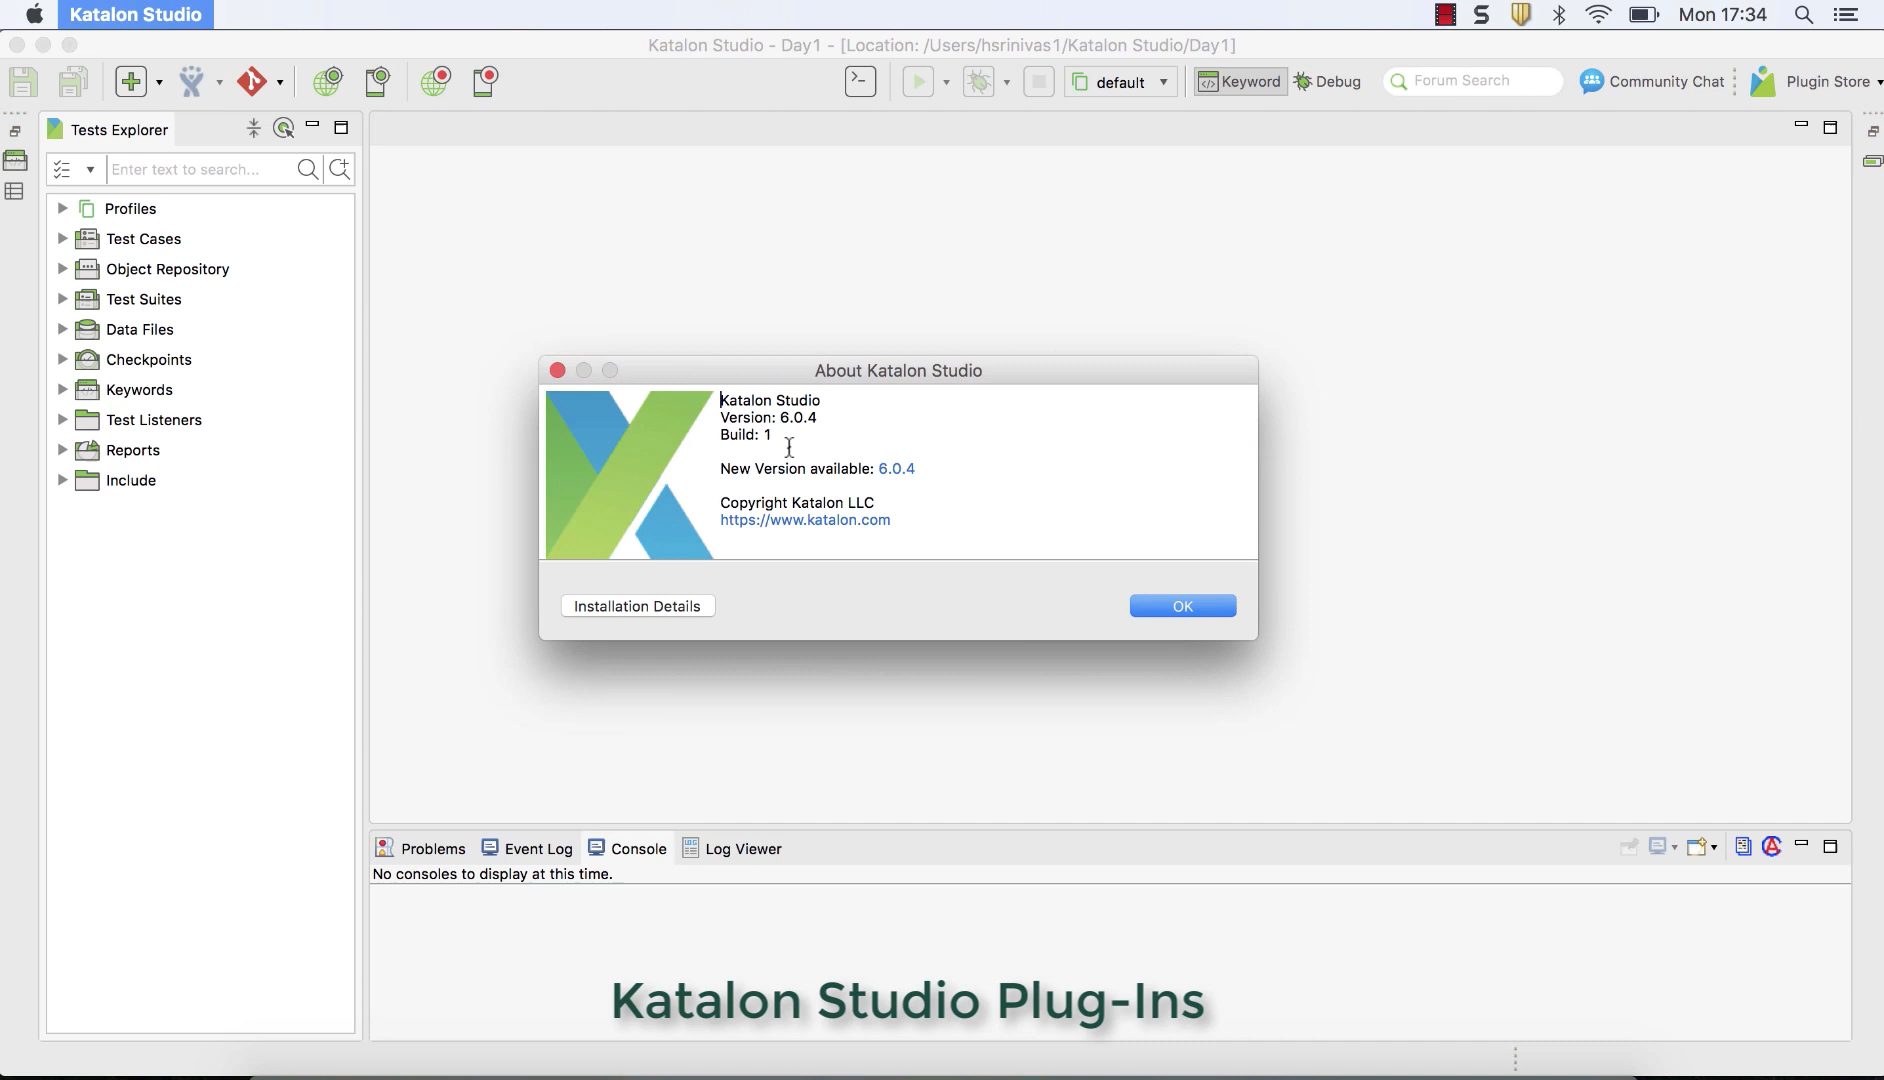 Katalon Studio
Mon 17:34
Katalon Studio - Day1 - [Location: /Users/hsrinivas1/Katalon Studio/Day1]
default
Keyword
Debug
Forum Search
Community Chat
Plugin Store
Tests Explorer
Enter text to search...
Profiles
Test Cases
Object Repository
Test Suites
Data Files
Checkpoints
Keywords
Test Listeners
Reports
Include
About Katalon Studio
Katalon Studio
Version: 6.0.4
Build: 1
New Version available: 6.0.4
Copyright Katalon LLC
https://www.katalon.com
Installation Details
OK
Problems
Event Log
Console
Log Viewer
No consoles to display at this time.
Katalon Studio Plug-Ins